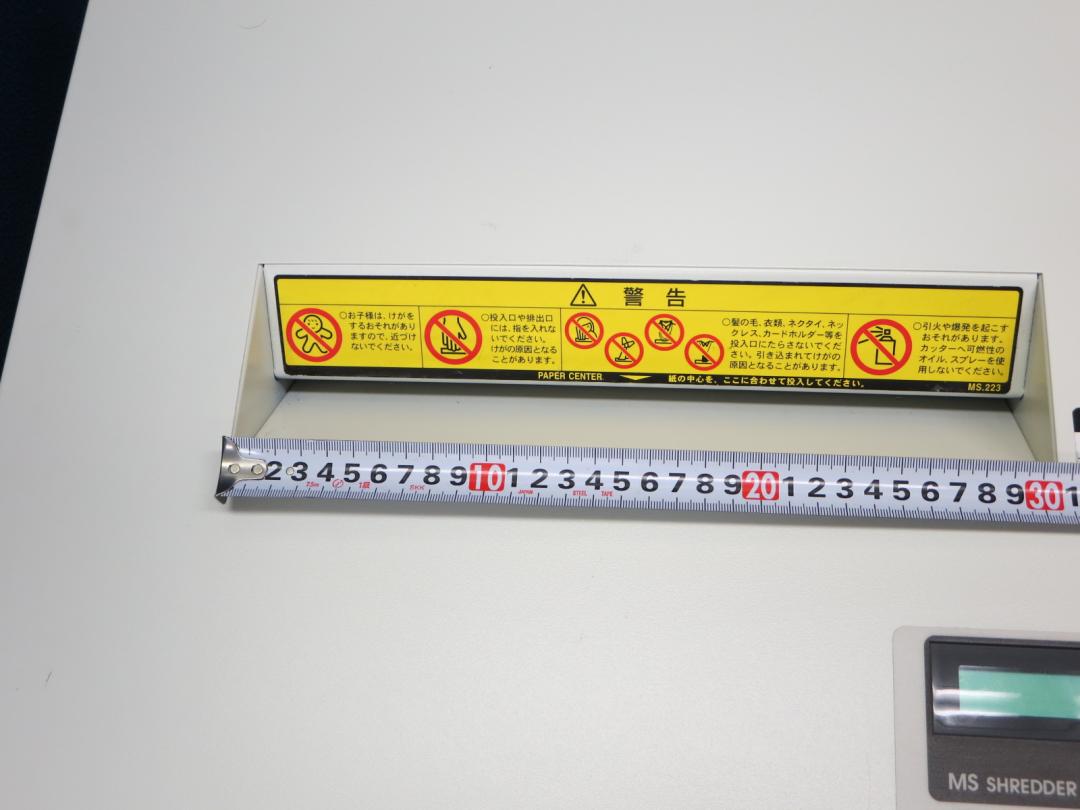 警告
○お子様は、けがを
するおそれがあり
ますので、近づけ
ないでください。
○投入口や排出口
には、指を入れな
いでください。
けがの原因となる
ことがあります。
○髪の毛、衣類、ネクタイ、ネッ
クレス、カードホルダー等を
投入口にたらさないでくだ
さい。引き込まれてけがの
原因となることがあります。
○引火や爆発を起こす
おそれがあります。
カッターへ可燃性の
オイル、スプレーを使
用しないでください。
PAPER CENTER 紙の中心を、ここに合わせて投入してください。
MS.223
2 3 4 5 6 7 8 9 10 1 2 3 4 5 6 7 8 9 20 1 2 3 4 5 6 7 8 9 30 1
2.5m 1級 SKK JAPAN STEEL TAPE
MS SHREDDER